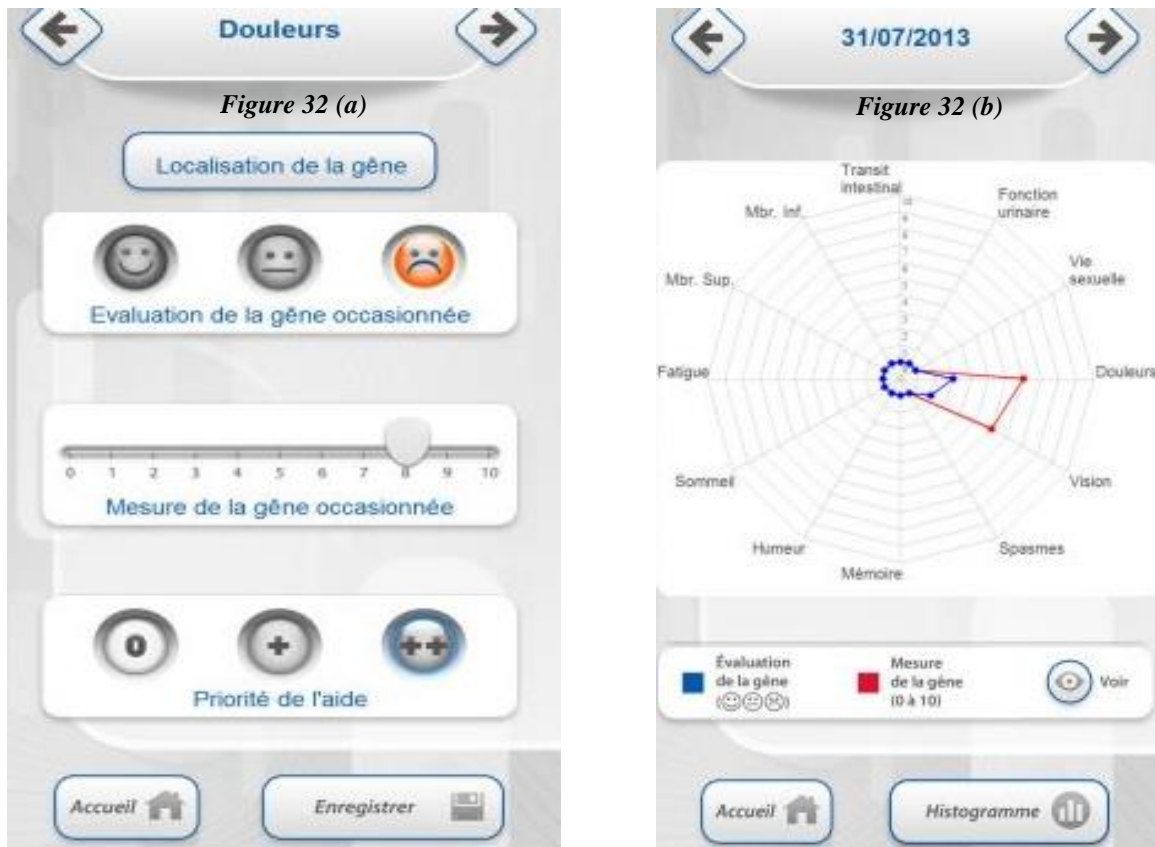 Douleurs
Figure 32 (a)
Localisation de la gêne
Evaluation de la gêne occasionnée
0 1 2 3 4 5 6 7 8 9 10
Mesure de la gêne occasionnée
0 + ++
Priorité de l'aide
Accueil
Enregistrer
31/07/2013
Figure 32 (b)
Transit
intestinal
Fonction
urinaire
Mbr. Inf.
Vie
sexuelle
Mbr. Sup.
Fatigue
Douleurs
Sommeil
Vision
Humeur
Spasmes
Mémoire
Évaluation
de la gêne
Mesure
de la gêne
(0 à 10)
Voir
Accueil
Histogramme